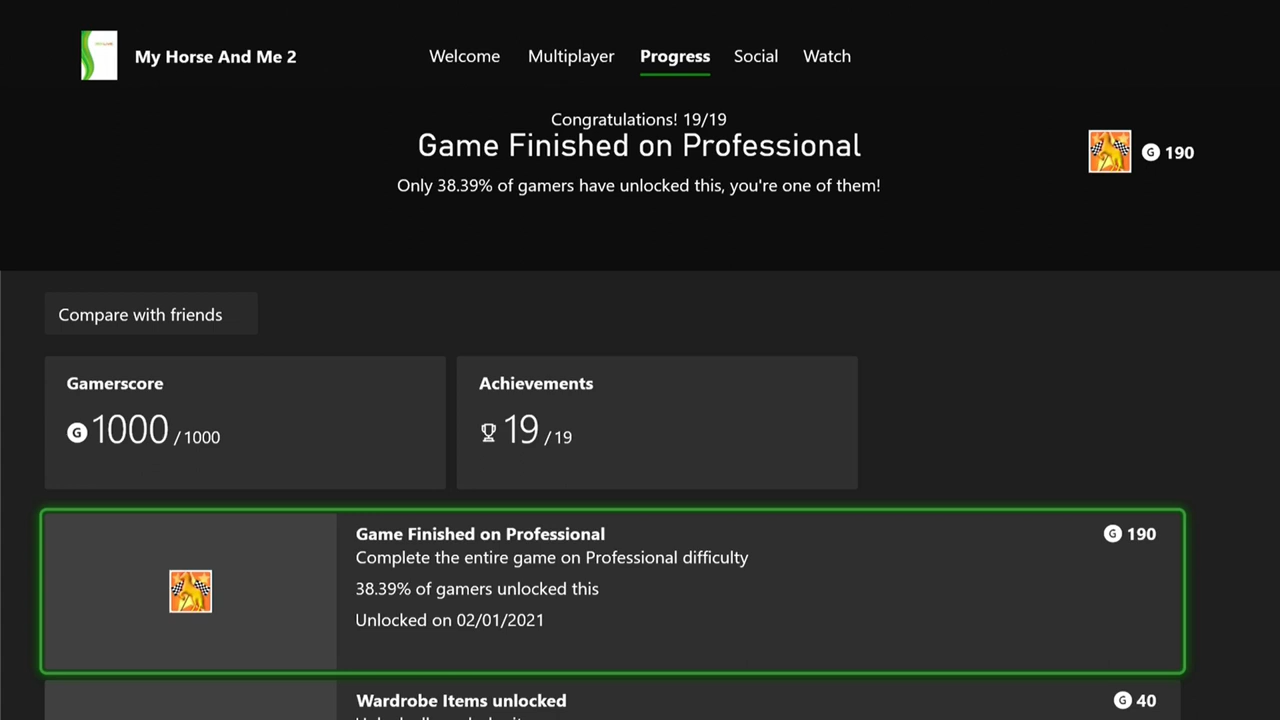 My Horse And Me 2
Welcome
Multiplayer
Progress
Social
Watch
Congratulations! 19/19
Game Finished on Professional
G 190
Only 38.39% of gamers have unlocked this, you're one of them!
Compare with friends
Gamerscore
G 1000 / 1000
Achievements
19 / 19
Game Finished on Professional
G 190
Complete the entire game on Professional difficulty
38.39% of gamers unlocked this
Unlocked on 02/01/2021
Wardrobe Items unlocked
G 40